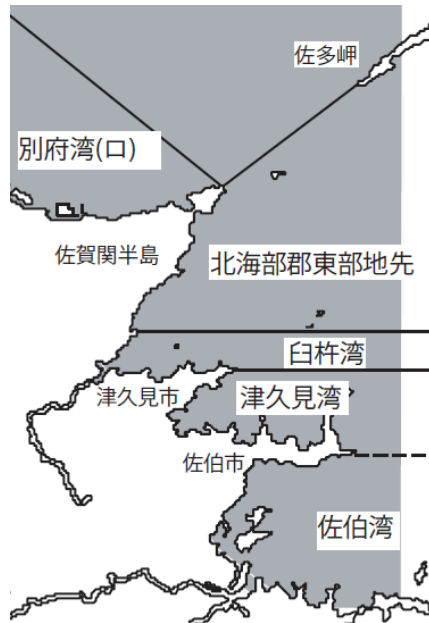 佐多岬
別府湾(口)
佐賀関半島
北海部郡東部地先
臼杵湾
津久見市
津久見湾
佐伯市
佐伯湾